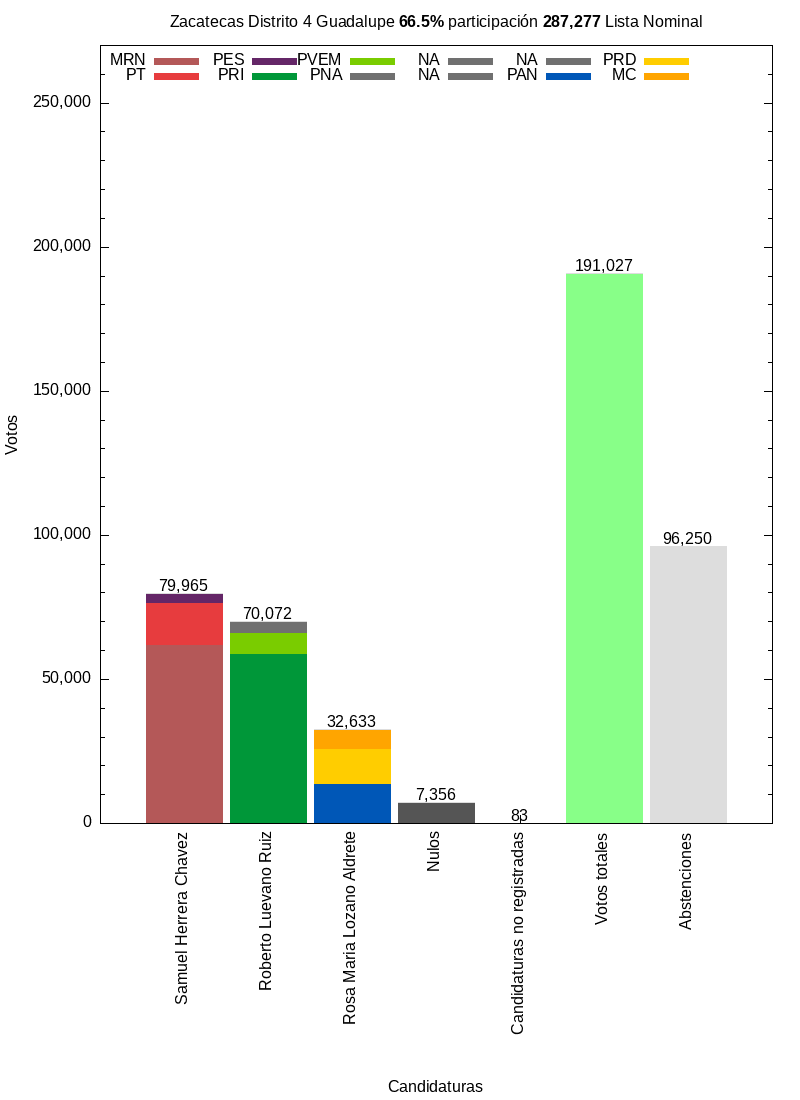 Zacatecas Distrito 4 Guadalupe 66.5% participación 287,277 Lista Nominal
MRN PES PVEM NA NA PRD
PT PRI PNA NA PAN MC
250,000
200,000
150,000
100,000
50,000
0
Votos
79,965
70,072
32,633
7,356
83
191,027
96,250
Samuel Herrera Chavez
Roberto Luevano Ruiz
Rosa Maria Lozano Aldrete
Nulos
Candidaturas no registradas
Votos totales
Abstenciones
Candidaturas